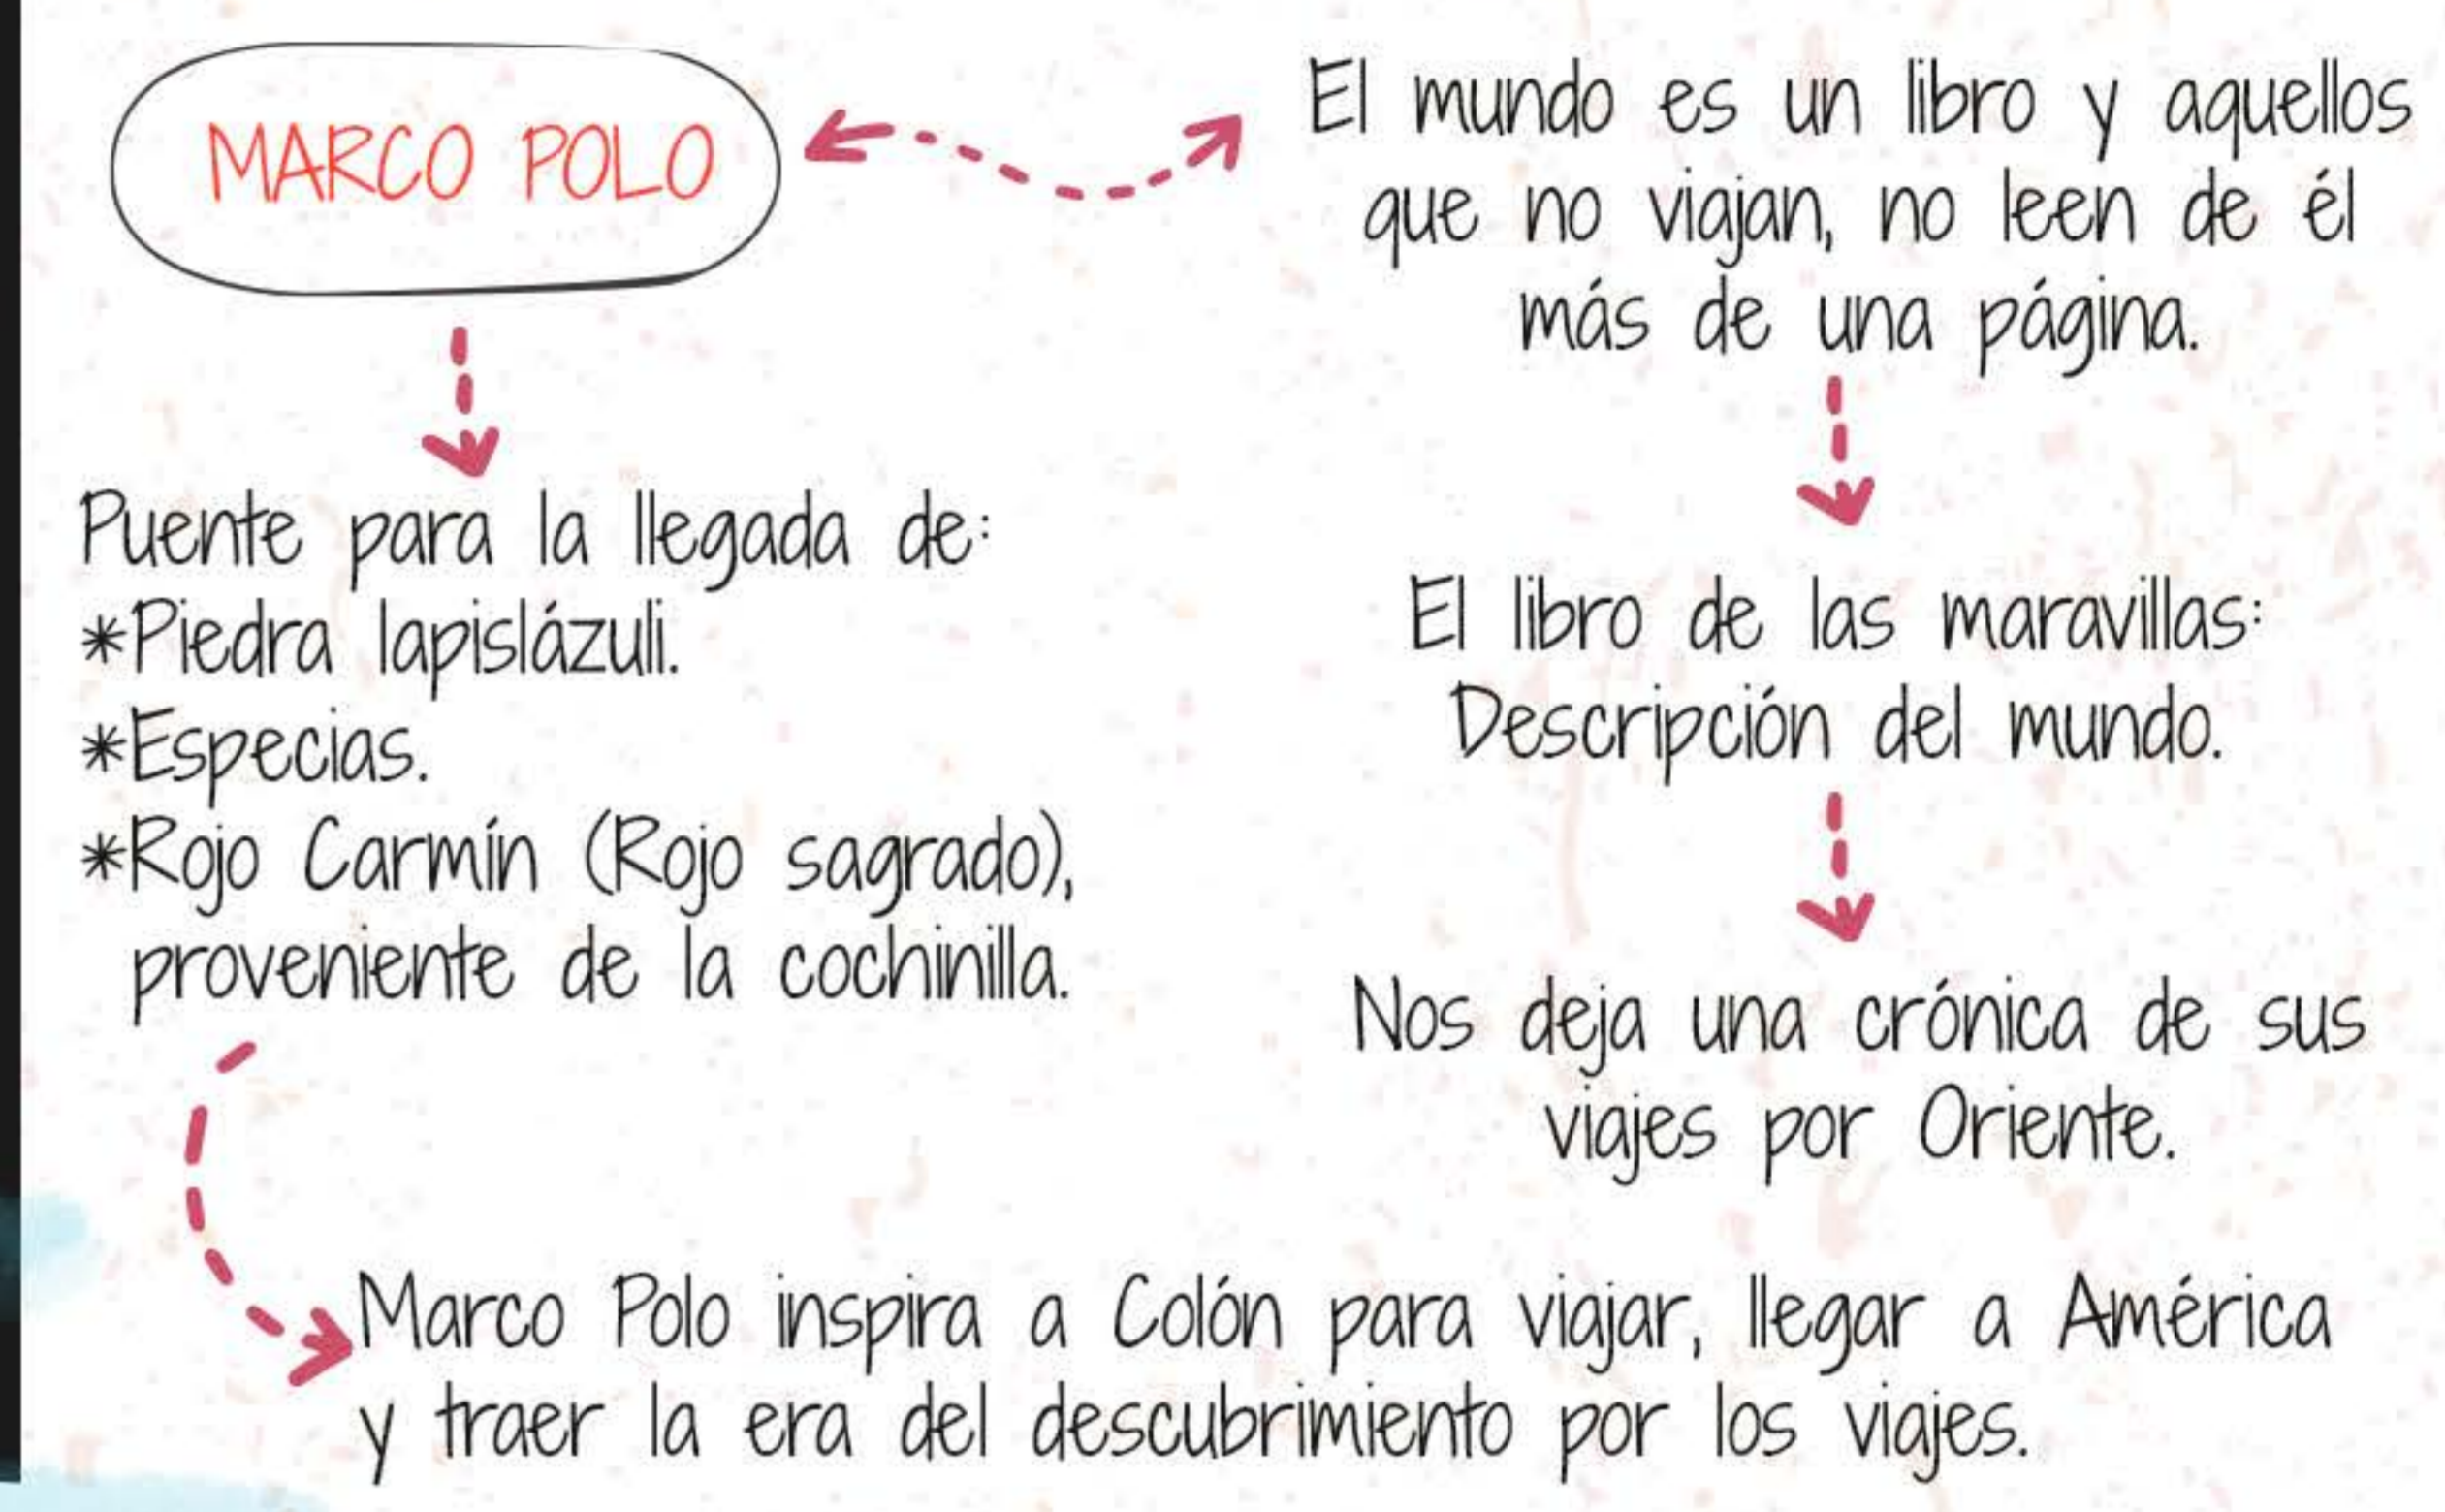 MARCO POLO
El mundo es un libro y aquellos
que no viajan, no leen de él
más de una página.
El libro de las maravillas:
Descripción del mundo.
Nos deja una crónica de sus
viajes por Oriente.
Puente para la llegada de:
*Piedra lapislázuli.
*Especias.
*Rojo Carmín (Rojo sagrado),
proveniente de la cochinilla.
Marco Polo inspira a Colón para viajar, llegar a América
y traer la era del descubrimiento por los viajes.